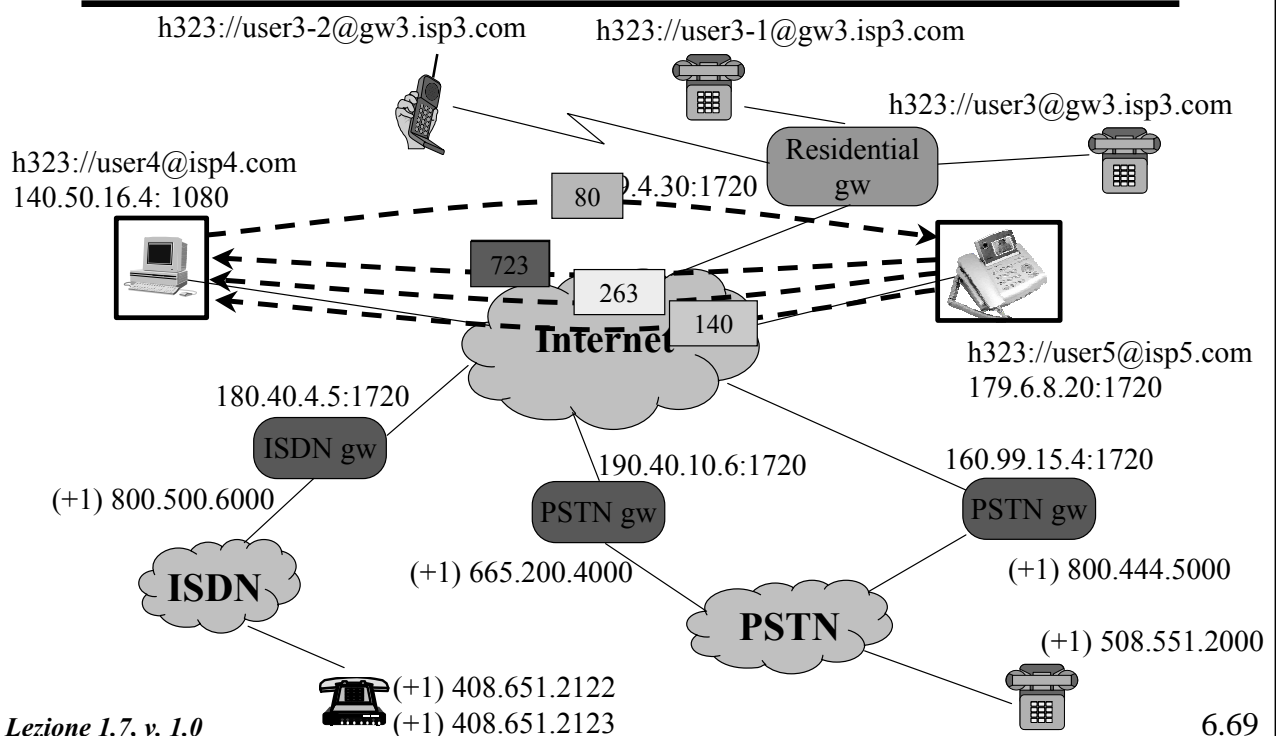 h323://user3-2@gw3.isp3.com
h323://user3-1@gw3.isp3.com
h323://user3@gw3.isp3.com
Residential
gw
h323://user4@isp4.com
140.50.16.4: 1080
80
9.4.30:1720
723
263
140
Internet
h323://user5@isp5.com
179.6.8.20:1720
180.40.4.5:1720
ISDN gw
190.40.10.6:1720
160.99.15.4:1720
(+1) 800.500.6000
PSTN gw
PSTN gw
(+1) 665.200.4000
(+1) 800.444.5000
ISDN
PSTN
(+1) 508.551.2000
(+1) 408.651.2122
(+1) 408.651.2123
Lezione 1.7, v. 1.0
6.69